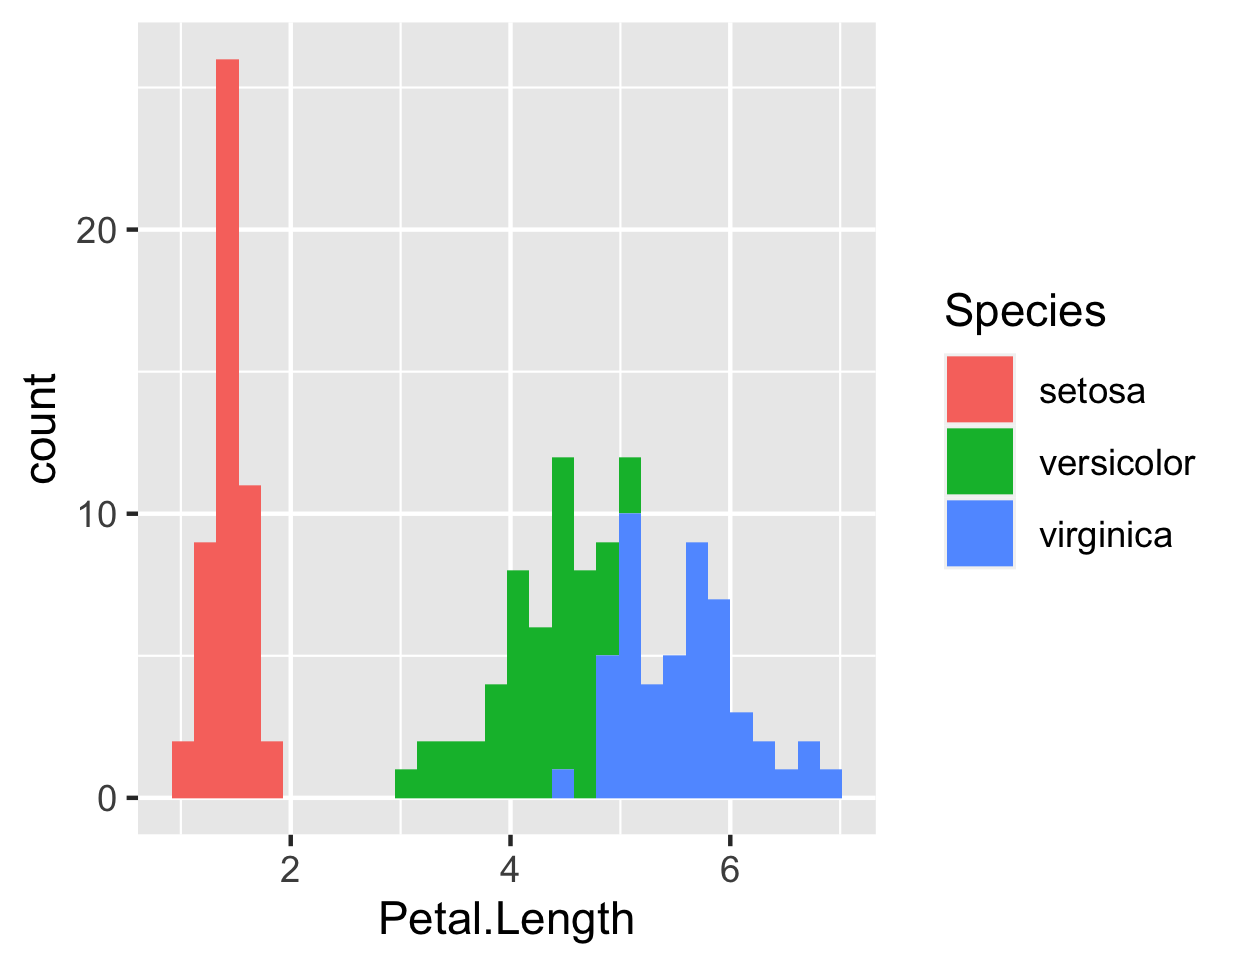 count
20
10
0
2 4 6
Petal.Length
Species
setosa
versicolor
virginica